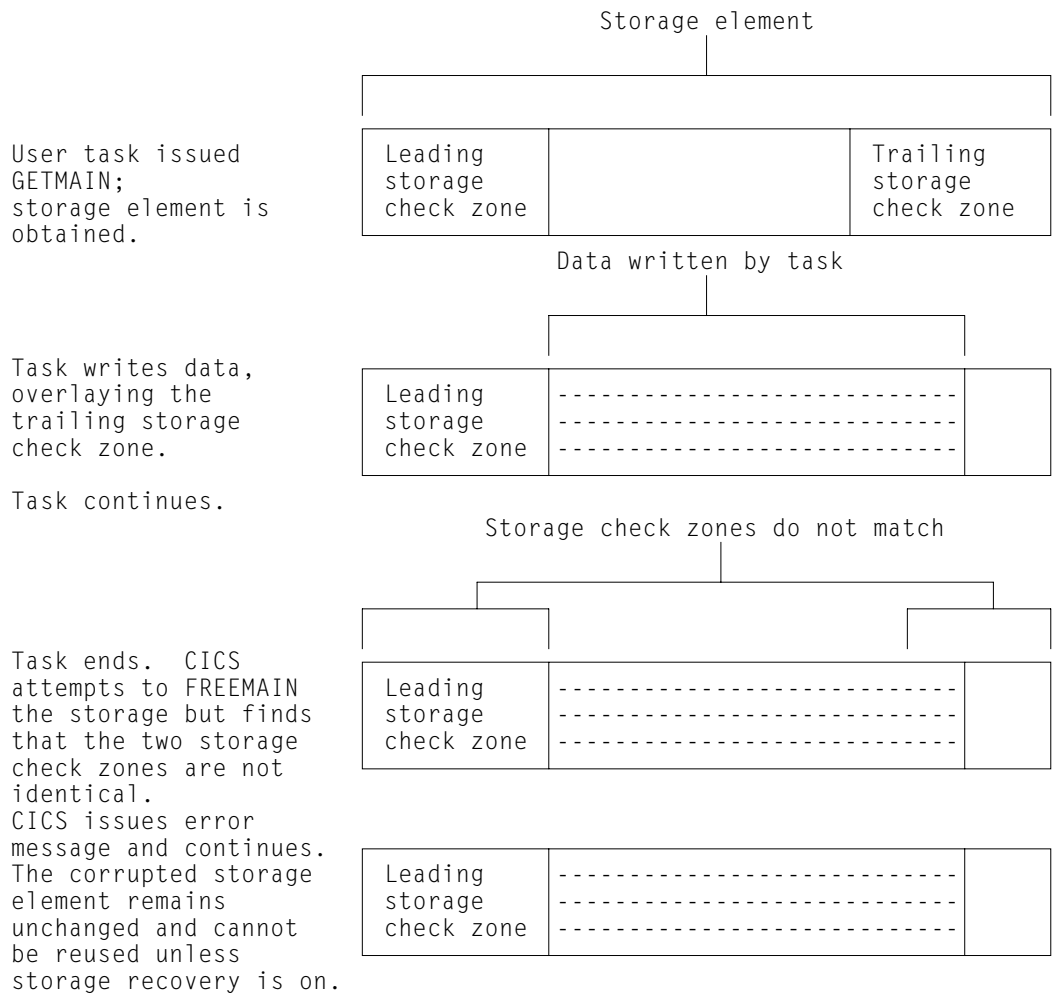 Storage element
User task issued
GETMAIN;
storage element is
obtained.
Leading
storage
check zone
Trailing
storage
check zone
Data written by task
Task writes data,
overlaying the
trailing storage
check zone.
Task continues.
Leading
storage
check zone
- - - - - - - - - - - - - - - - - - - - - - - - - - - -
- - - - - - - - - - - - - - - - - - - - - - - - - - - -
- - - - - - - - - - - - - - - - - - - - - - - - - - - -
Storage check zones do not match
Task ends. CICS
attempts to FREEMAIN
the storage but finds
that the two storage
check zones are not
identical.
Leading
storage
check zone
- - - - - - - - - - - - - - - - - - - - - - - - - - - -
- - - - - - - - - - - - - - - - - - - - - - - - - - - -
- - - - - - - - - - - - - - - - - - - - - - - - - - - -
CICS issues error
message and continues.
The corrupted storage
element remains
unchanged and cannot
be reused unless
storage recovery is on.
Leading
storage
check zone
- - - - - - - - - - - - - - - - - - - - - - - - - - - -
- - - - - - - - - - - - - - - - - - - - - - - - - - - -
- - - - - - - - - - - - - - - - - - - - - - - - - - - -